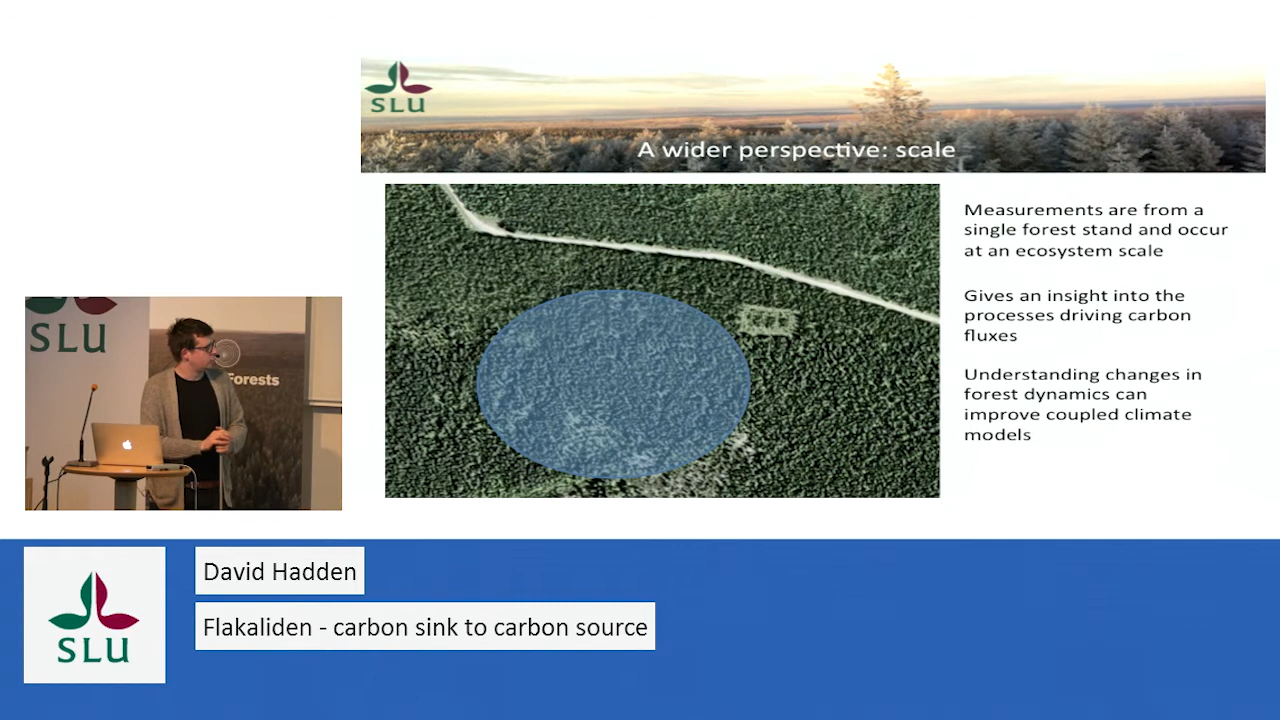 SLU
A wider perspective: scale
Measurements are from a
single forest stand and occur
at an ecosystem scale
Gives an insight into the
processes driving carbon
fluxes
Understanding changes in
forest dynamics can
improve coupled climate
models
SLU
Forests
David Hadden
Flakaliden - carbon sink to carbon source
SLU